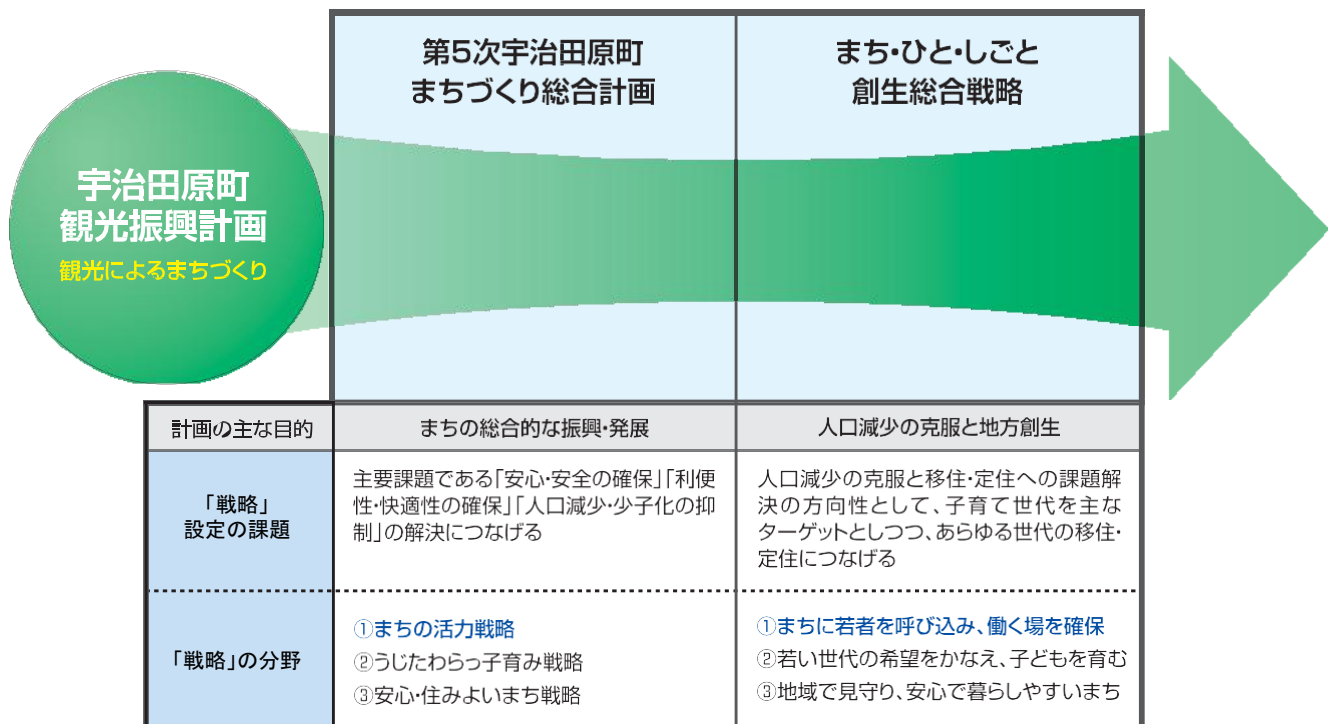 宇治田原町
観光振興計画
観光によるまちづくり
第5次宇治田原町
まちづくり総合計画
まち・ひと・しごと
創生総合戦略
計画の主な目的
まちの総合的な振興・発展
人口減少の克服と地方創生
「戦略」
設定の課題
主要課題である「安心・安全の確保」「利便
性・快適性の確保」「人口減少・少子化の抑
制」の解決につなげる
人口減少の克服と移住・定住への課題解
決の方向性として、子育て世代を主な
ターゲットとしつつ、あらゆる世代の移住・
定住につなげる
「戦略」の分野
①まちの活力戦略
②うじたわらっ子育み戦略
③安心・住みよいまち戦略
①まちに若者を呼び込み、働く場を確保
②若い世代の希望をかなえ、子どもを育む
③地域で見守り、安心で暮らしやすいまち